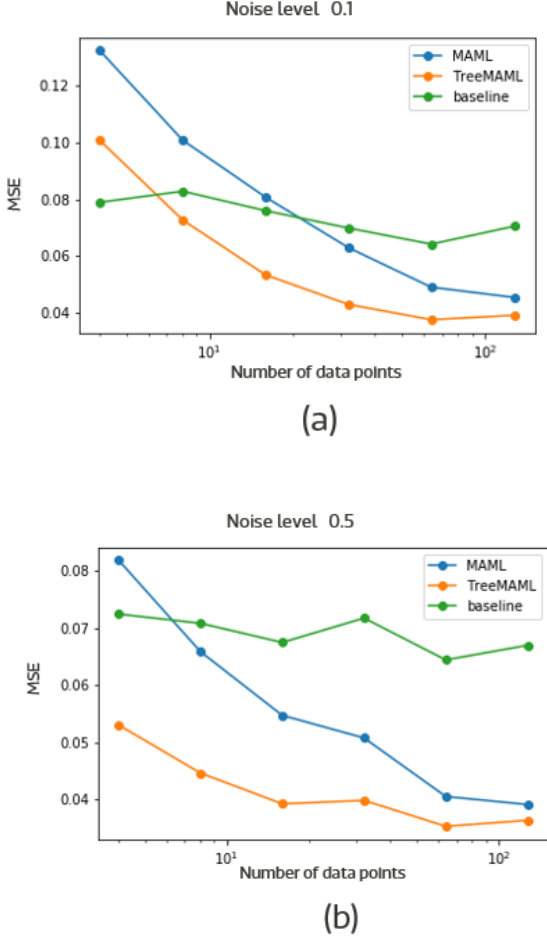 Noise level 0.1
MAML
TreeMAML
baseline
0.12
0.10
0.08
0.06
0.04
MSE
10¹
10²
Number of data points
(a)
Noise level 0.5
MAML
TreeMAML
baseline
0.08
0.07
0.06
0.05
0.04
MSE
10¹
10²
Number of data points
(b)